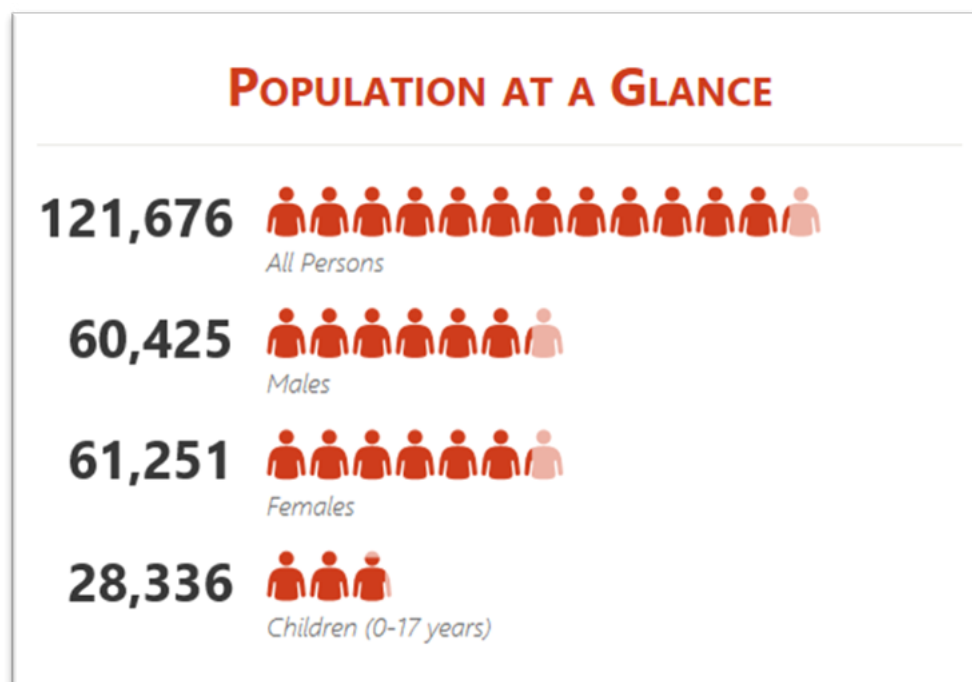 POPULATION AT A GLANCE
121,676
All Persons
60,425
Males
61,251
Females
28,336
Children (0-17 years)